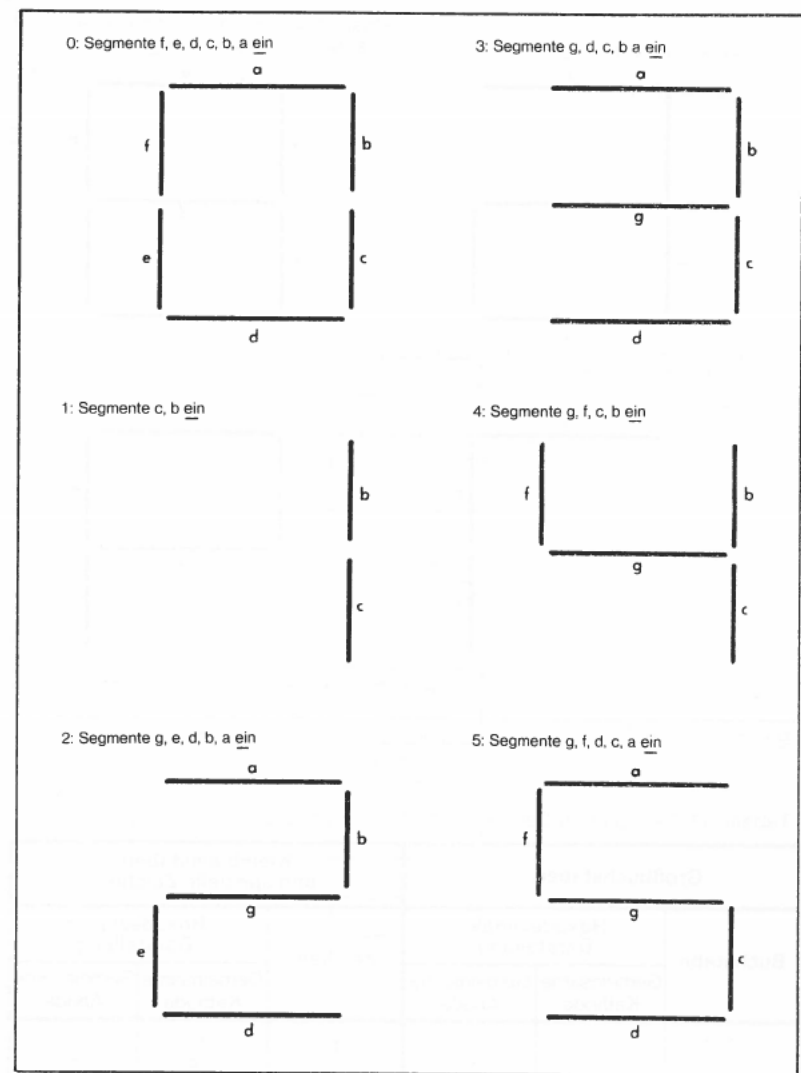 0: Segmente f, e, d, c, b, a ein
a
f
b
e
c
d
3: Segmente g, d, c, b a ein
a
b
g
c
d
1: Segmente c, b ein
b
c
4: Segmente g, f, c, b ein
f
b
g
c
2: Segmente g, e, d, b, a ein
a
b
g
e
d
5: Segmente g, f, d, c, a ein
a
f
g
c
d